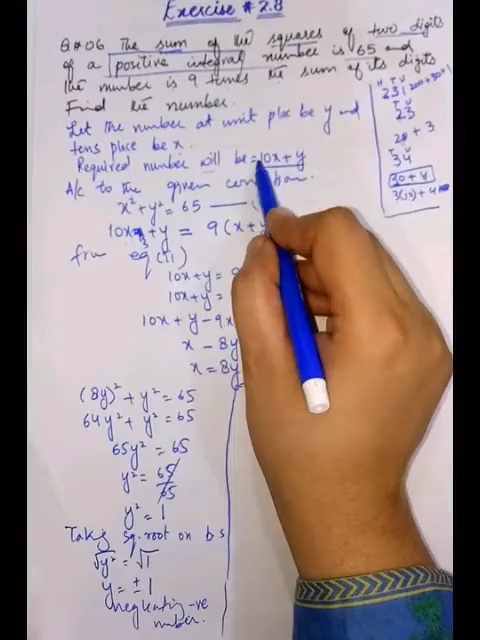 Exercise # 2.8
Q#06 The sum of the squares of two digits
of a positive integral number is 65 and
the number is 9 times the sum of its digits
Find the number.
Let the number at unit place be y and
tens place be x.
Required number will be = 10x + y
A/c to the given condition.
x² + y² = 65
10x + y = 9(x + y
from eq (11)
10x + y = 9
10x + y =
10x + y - 9x
x - 8y
x = 8y
(8y)² + y² = 65
64y² + y² = 65
65y² = 65
y² = 65/65
y² = 1
Taking sq. root on b.s
√y² = √1
y = ± 1
neglecting -ve
number.
H T U
231
T U
23
20 + 3
T U
34
30 + 4
3(10) + 4